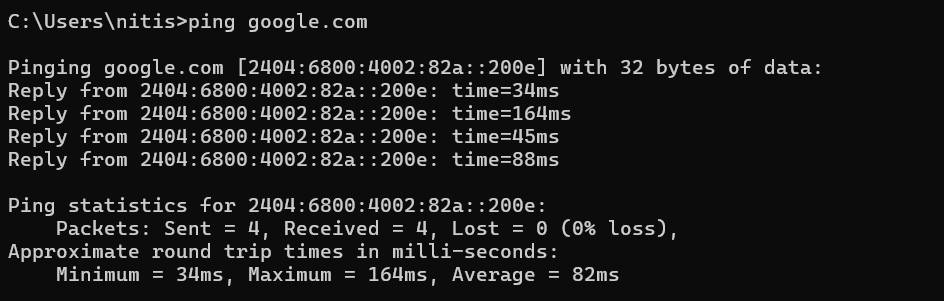 C:\Users\nitis>ping google.com
Pinging google.com [2404:6800:4002:82a::200e] with 32 bytes of data:
Reply from 2404:6800:4002:82a::200e: time=34ms
Reply from 2404:6800:4002:82a::200e: time=164ms
Reply from 2404:6800:4002:82a::200e: time=45ms
Reply from 2404:6800:4002:82a::200e: time=88ms
Ping statistics for 2404:6800:4002:82a::200e:
    Packets: Sent = 4, Received = 4, Lost = 0 (0% loss),
Approximate round trip times in milli-seconds:
    Minimum = 34ms, Maximum = 164ms, Average = 82ms